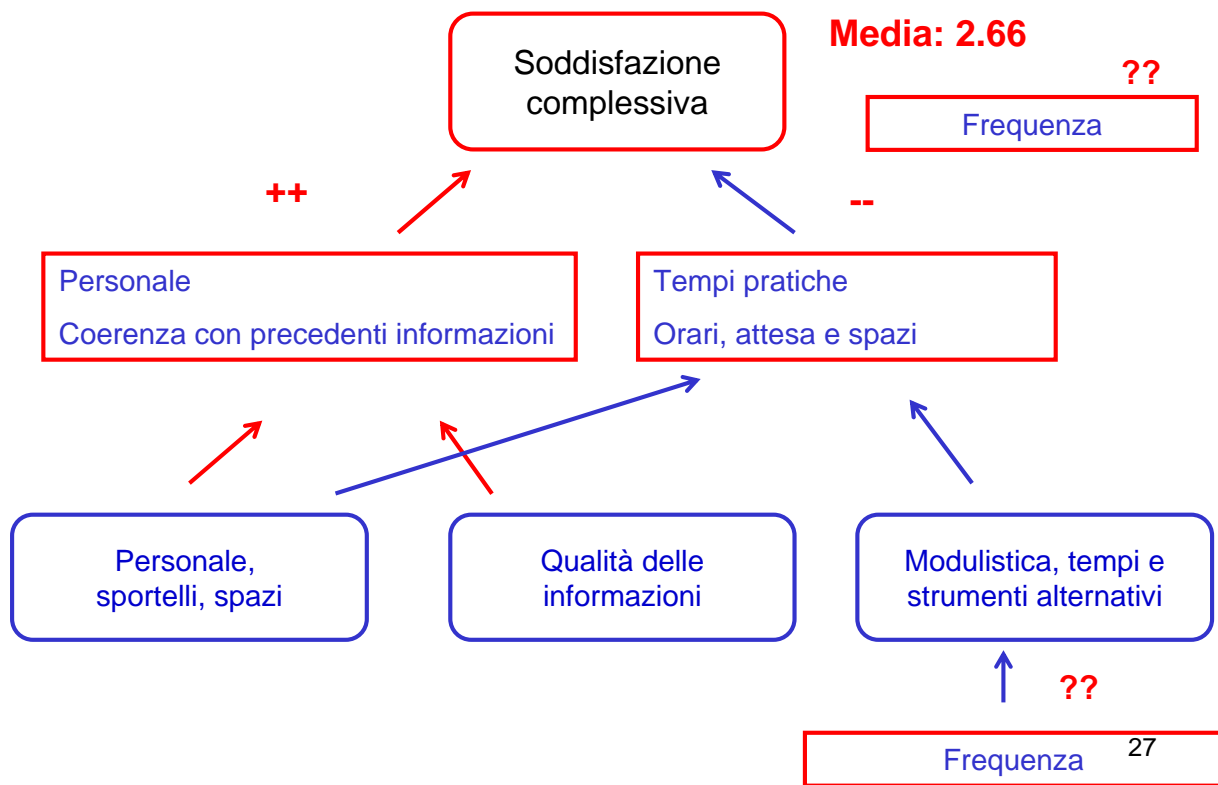 Soddisfazione
complessiva
Media: 2.66
??
Frequenza
++
--
Personale
Coerenza con precedenti informazioni
Tempi pratiche
Orari, attesa e spazi
Personale,
sportelli, spazi
Qualità delle
informazioni
Modulistica, tempi e
strumenti alternativi
??
Frequenza
27